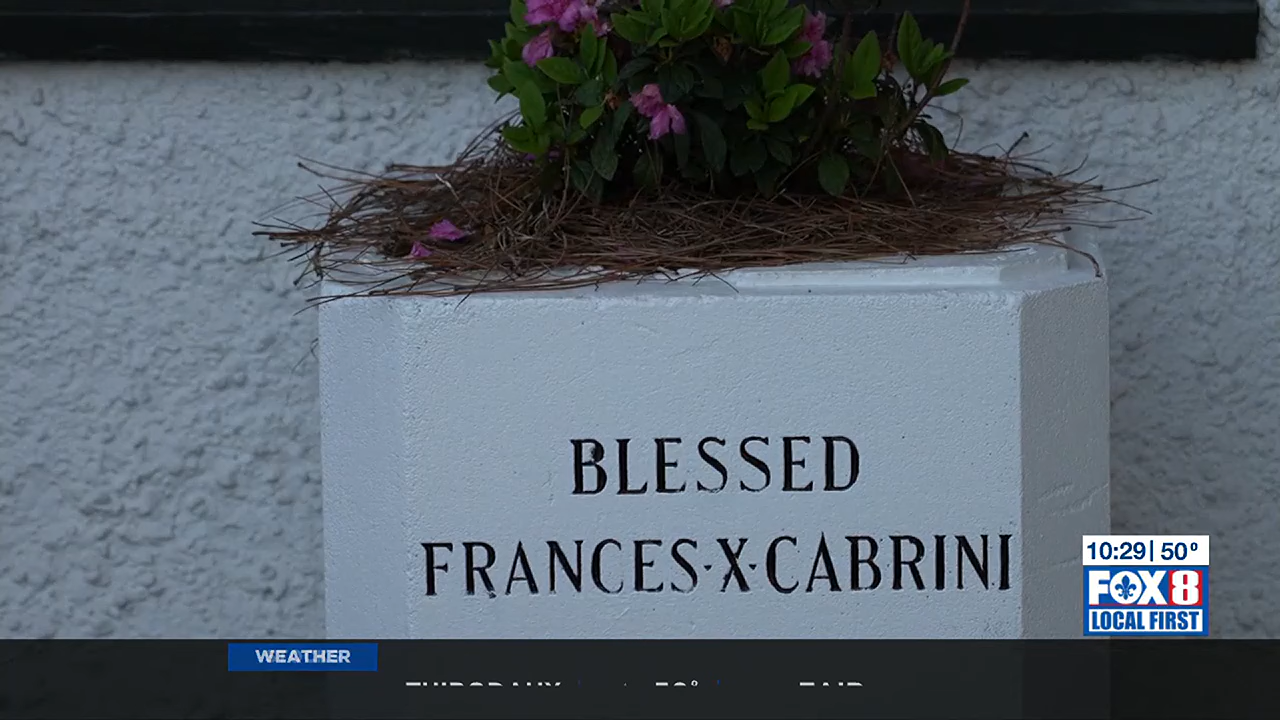 BLESSED
FRANCES·X·CABRINI
10:29 | 50°
FOX 8
LOCAL FIRST
WEATHER